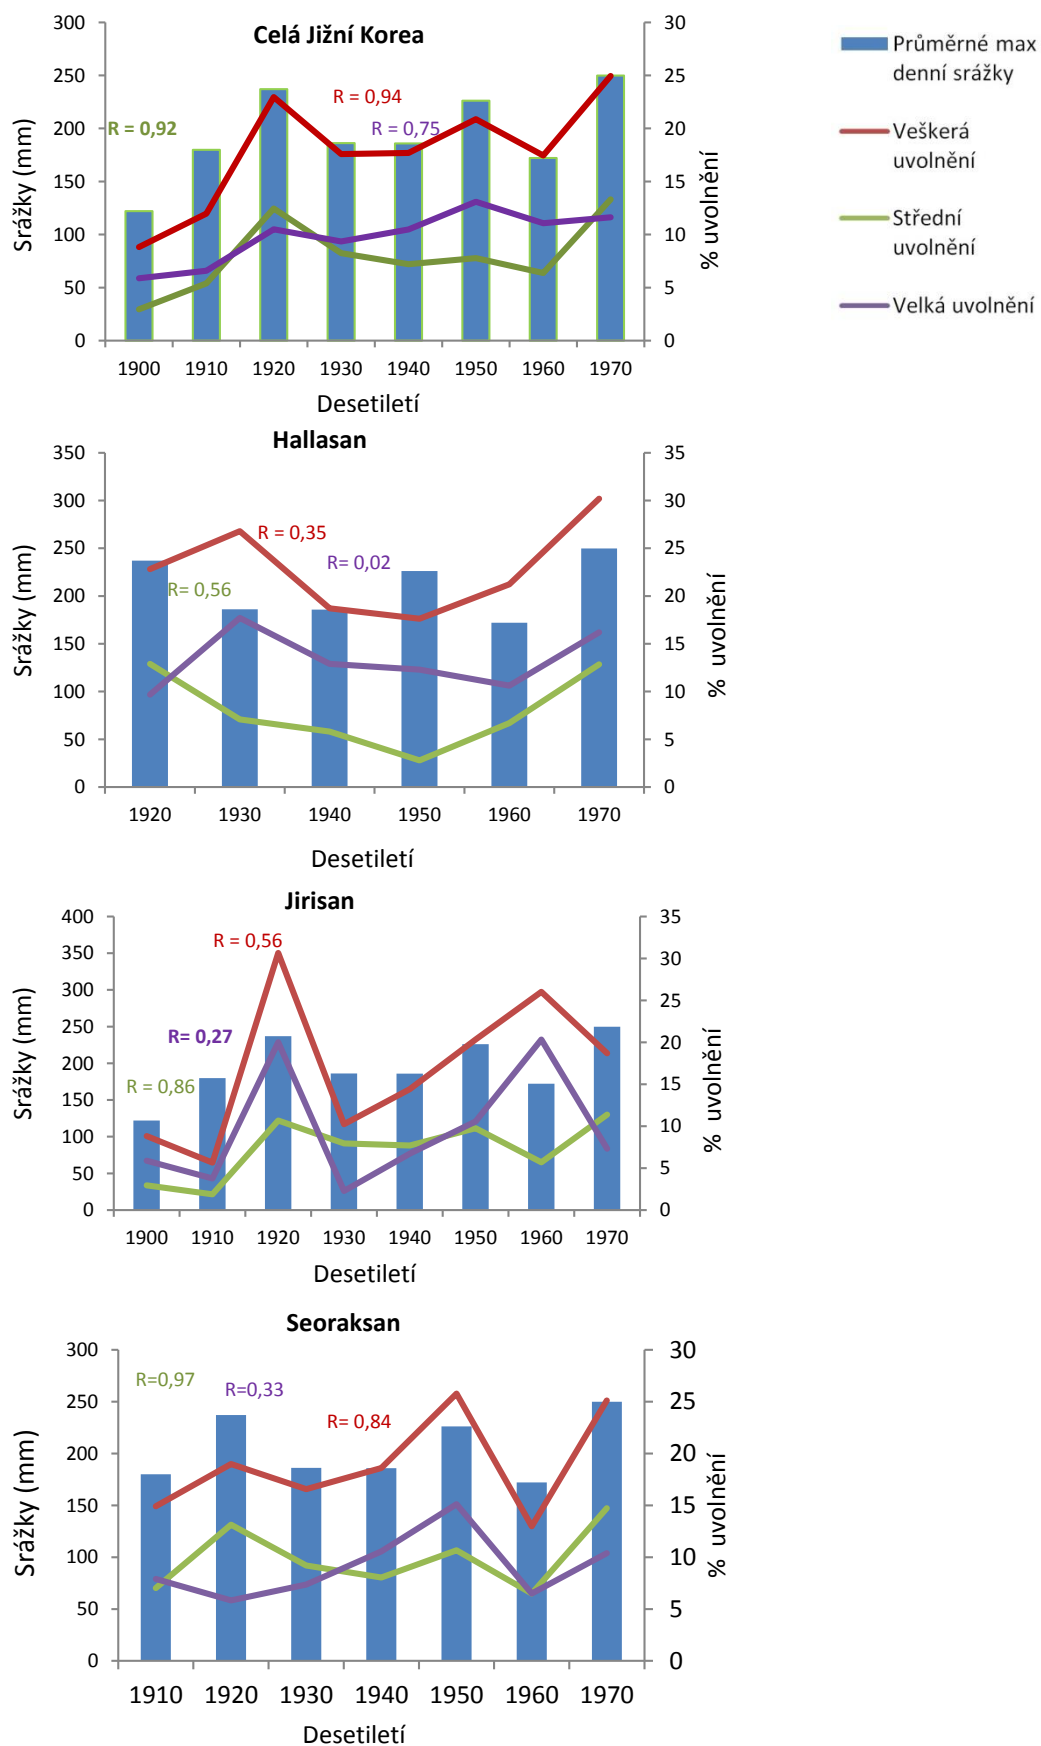 Celá Jižní Korea
300
250
200
150
100
50
0
Srážky (mm)
R = 0,92
R = 0,94
R = 0,75
30
25
20
15
10
5
0
% uvolnění
1900 1910 1920 1930 1940 1950 1960 1970
Desetiletí
Průměrné max
denní srážky
Veškerá
uvolnění
Střední
uvolnění
Velká uvolnění
Hallasan
350
300
250
200
150
100
50
0
Srážky (mm)
R = 0,35
R = 0,02
R= 0,56
35
30
25
20
15
10
5
0
% uvolnění
1920 1930 1940 1950 1960 1970
Desetiletí
Jirisan
400
350
300
250
200
150
100
50
0
Srážky (mm)
R = 0,56
R= 0,27
R = 0,86
35
30
25
20
15
10
5
0
% uvolnění
1900 1910 1920 1930 1940 1950 1960 1970
Desetiletí
Seoraksan
300
250
200
150
100
50
0
Srážky (mm)
R=0,97
R=0,33
R= 0,84
30
25
20
15
10
5
0
% uvolnění
1910 1920 1930 1940 1950 1960 1970
Desetiletí